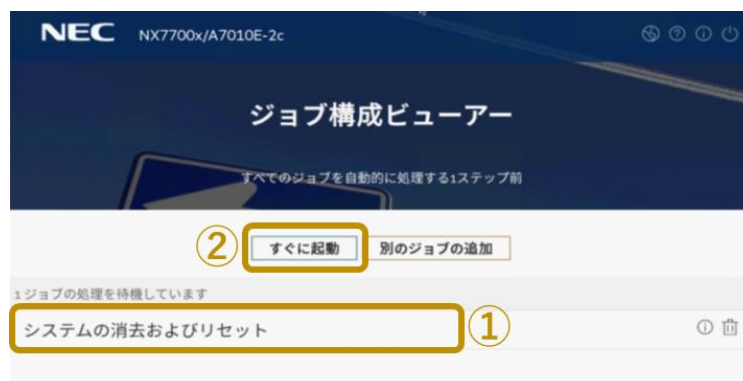 NEC NX7700x/A7010E-2c
ジョブ構成ビューアー
すべてのジョブを自動的に処理する1ステップ前
② すぐに起動 別のジョブの追加
1ジョブの処理を待機しています
システムの消去およびリセット ①